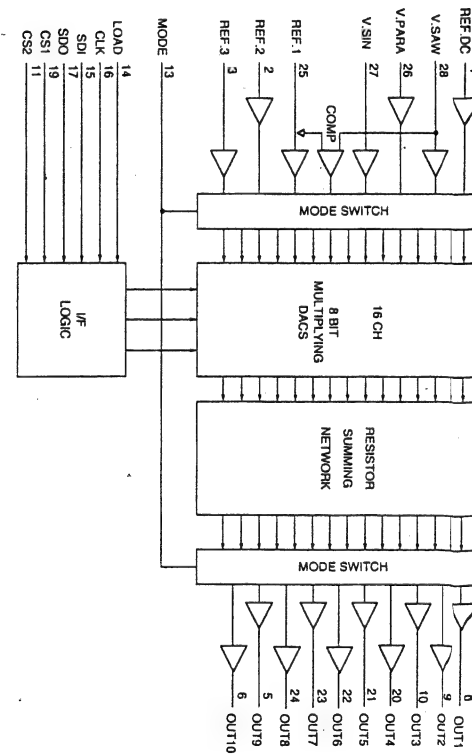 REF.DC
V.SAW 28
V.PARA 26
V.SIN 27
COMP
REF.1 25
REF.2 2
REF.3 3
MODE 13
LOAD 14
CLK 16
SDI 15
SDO 17
CS1 19
CS2 11
MODE SWITCH
16 CH
8 BIT
MULTIPLYING
DACS
I/F
LOGIC
RESISTOR
SUMMING
NETWORK
MODE SWITCH
OUT1
9 OUT2
10 OUT3
20 OUT4
21 OUT5
22 OUT6
23 OUT7
24 OUT8
5 OUT9
6 OUT10